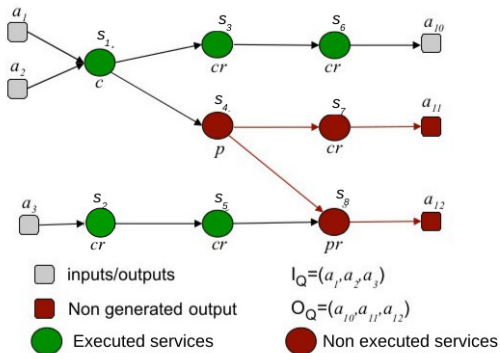 a1
a2
S1.
c
S3
cr
S6
cr
a10
S4.
p
S7
cr
a11
a3
S2
cr
S5
cr
S8
pr
a12
inputs/outputs
IQ=(a1,a2,a3)
Non generated output
OQ=(a10,a11,a12)
Executed services
Non executed services